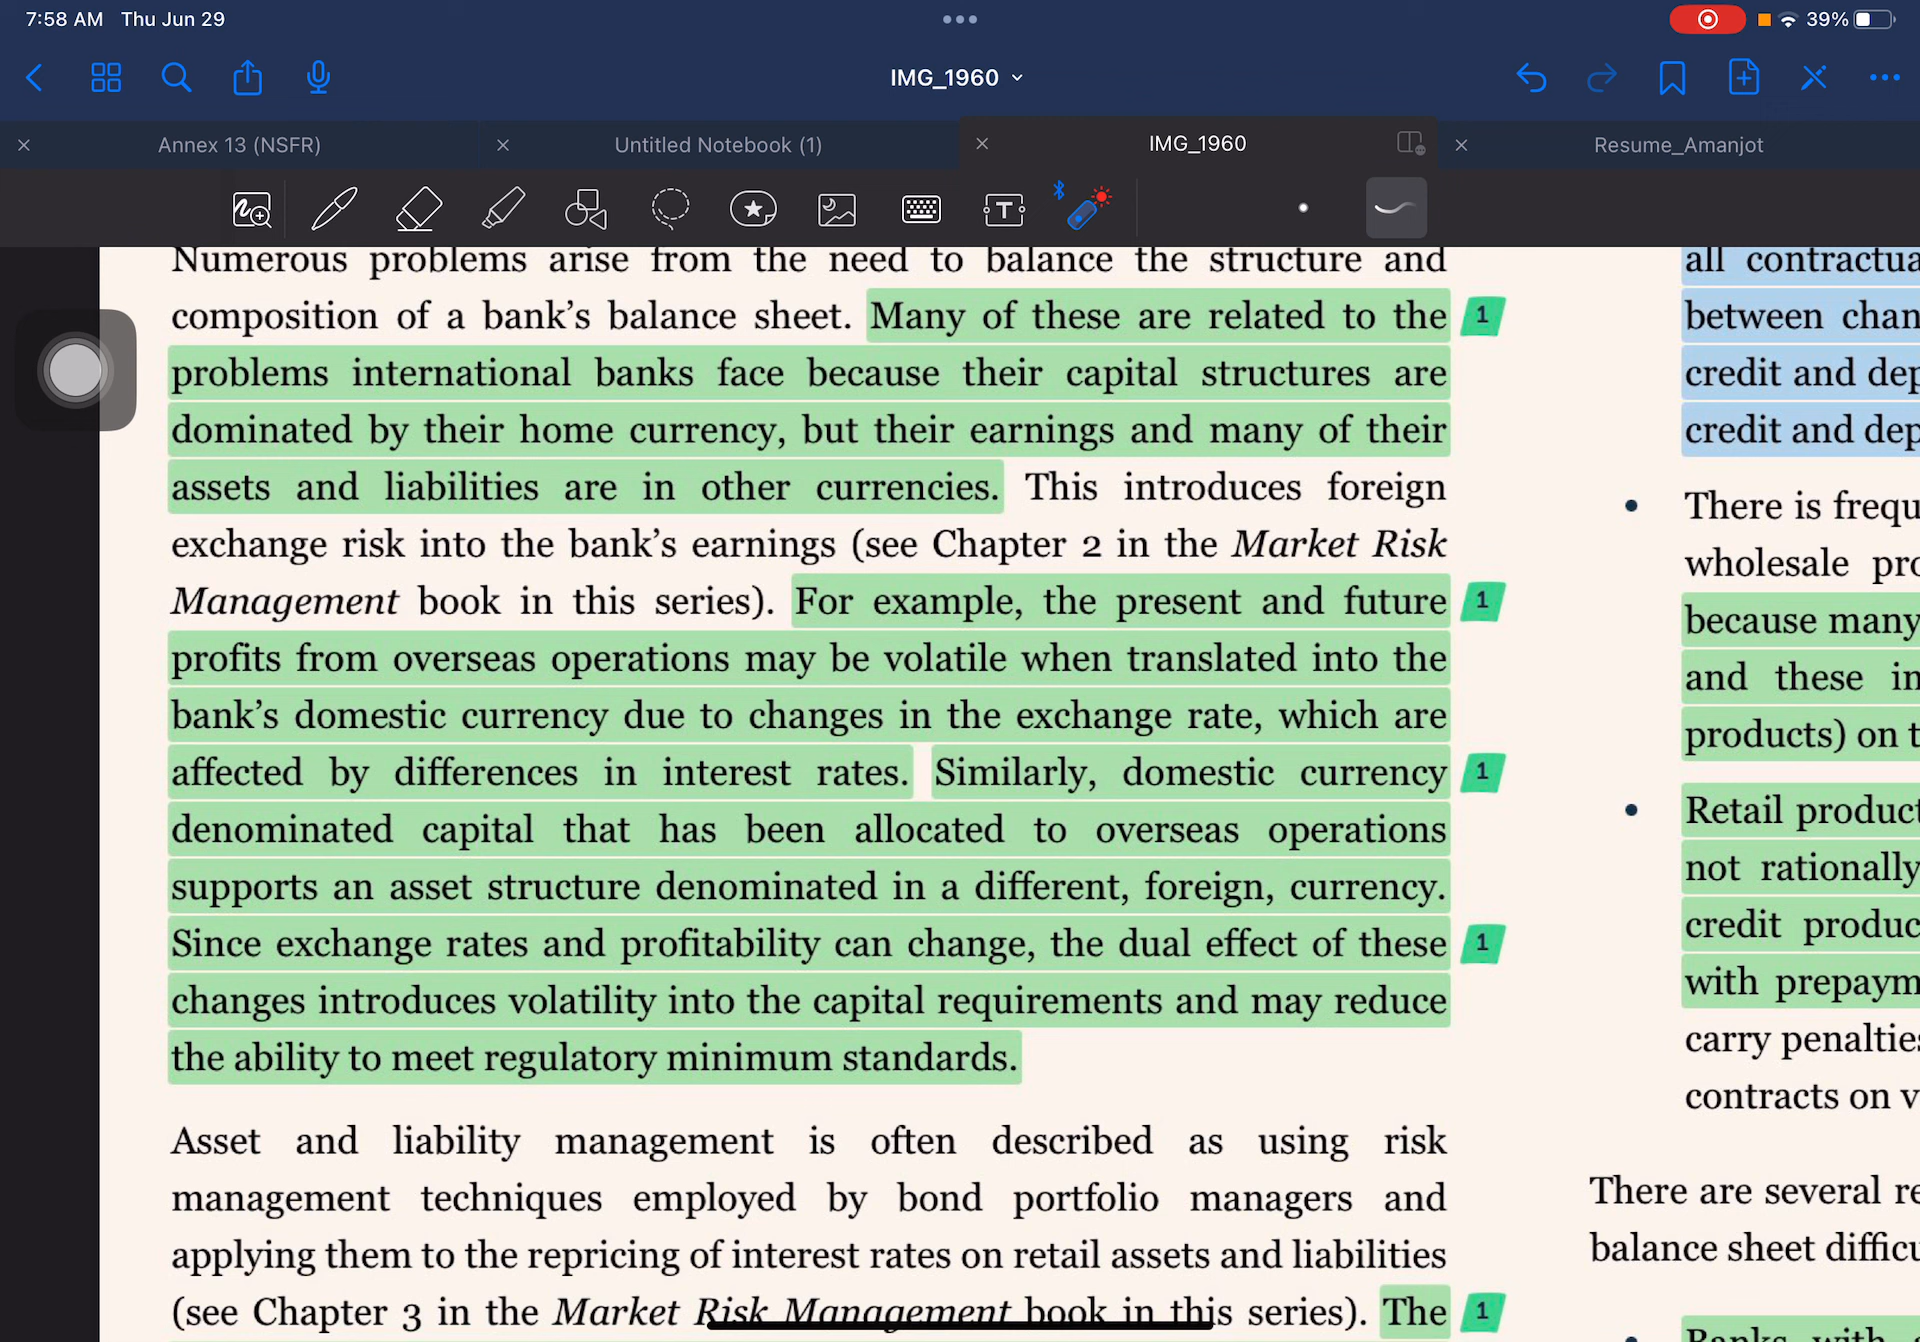 7:58 AM Thu Jun 29
39%
IMG_1960
Annex 13 (NSFR)
Untitled Notebook (1)
IMG_1960
Resume_Amanjot
Numerous problems arise from the need to balance the structure and
composition of a bank's balance sheet. Many of these are related to the 1
problems international banks face because their capital structures are
dominated by their home currency, but their earnings and many of their
assets and liabilities are in other currencies. This introduces foreign
exchange risk into the bank's earnings (see Chapter 2 in the Market Risk
Management book in this series). For example, the present and future 1
profits from overseas operations may be volatile when translated into the
bank's domestic currency due to changes in the exchange rate, which are
affected by differences in interest rates. Similarly, domestic currency 1
denominated capital that has been allocated to overseas operations
supports an asset structure denominated in a different, foreign, currency.
Since exchange rates and profitability can change, the dual effect of these 1
changes introduces volatility into the capital requirements and may reduce
the ability to meet regulatory minimum standards.
Asset and liability management is often described as using risk
management techniques employed by bond portfolio managers and
applying them to the repricing of interest rates on retail assets and liabilities
(see Chapter 3 in the Market Risk Management book in this series). The 1
all
between
credit and
credit and
• There is
wholesale
because many
and these
products) on
• Retail
not rationally
credit
with
carry
contracts on
There are several
balance sheet
• Banks with